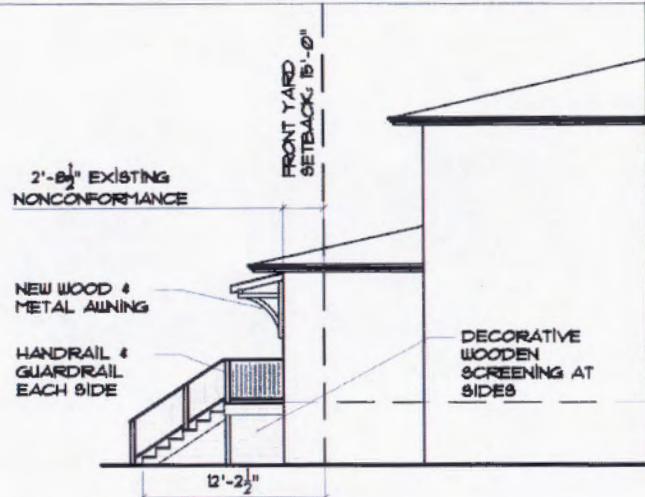 FRONT YARD
SETBACK: 15'-0"
2'-8½" EXISTING
NONCONFORMANCE
NEW WOOD &
METAL AWNING
HANDRAIL &
GUARDRAIL
EACH SIDE
DECORATIVE
WOODEN
SCREENING AT
SIDES
12'-2½"